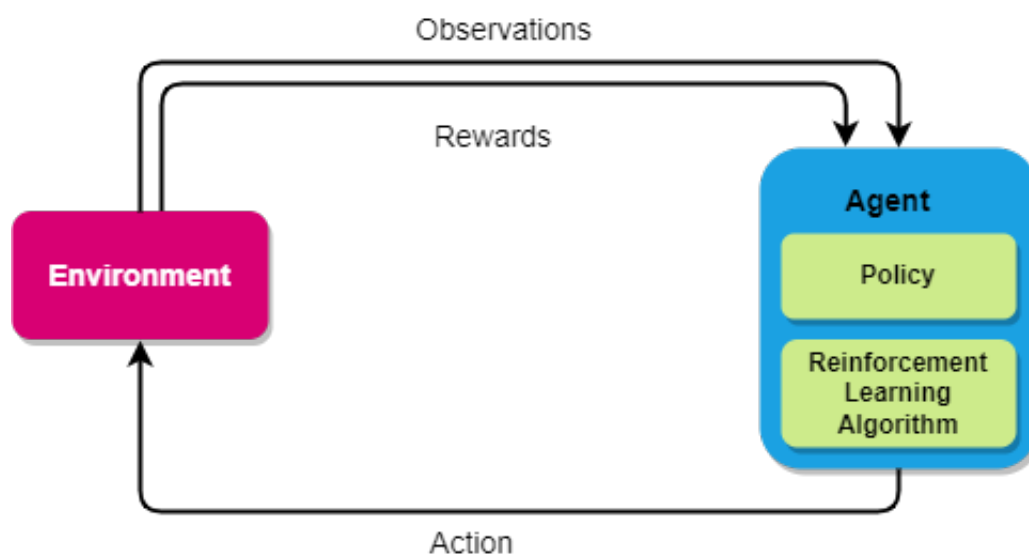 Observations
Rewards
Agent
Environment
Policy
Reinforcement
Learning
Algorithm
Action